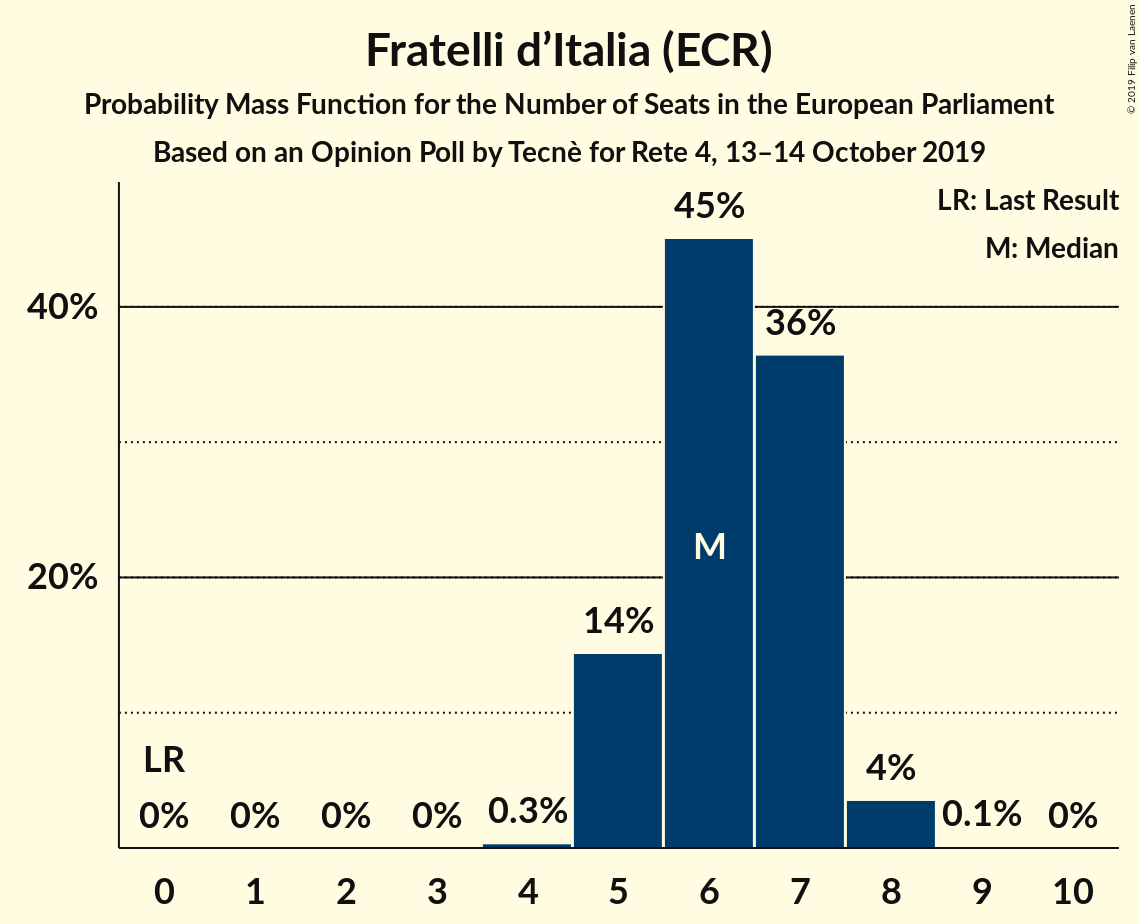 Fratelli d’Italia (ECR)
Probability Mass Function for the Number of Seats in the European Parliament
Based on an Opinion Poll by Tecnè for Rete 4, 13–14 October 2019
© 2019 Filip van Laenen
LR: Last Result
M: Median
45%
40%
36%
M
20%
14%
LR
4%
0% 0% 0% 0% 0.3% 0.1% 0%
0 1 2 3 4 5 6 7 8 9 10